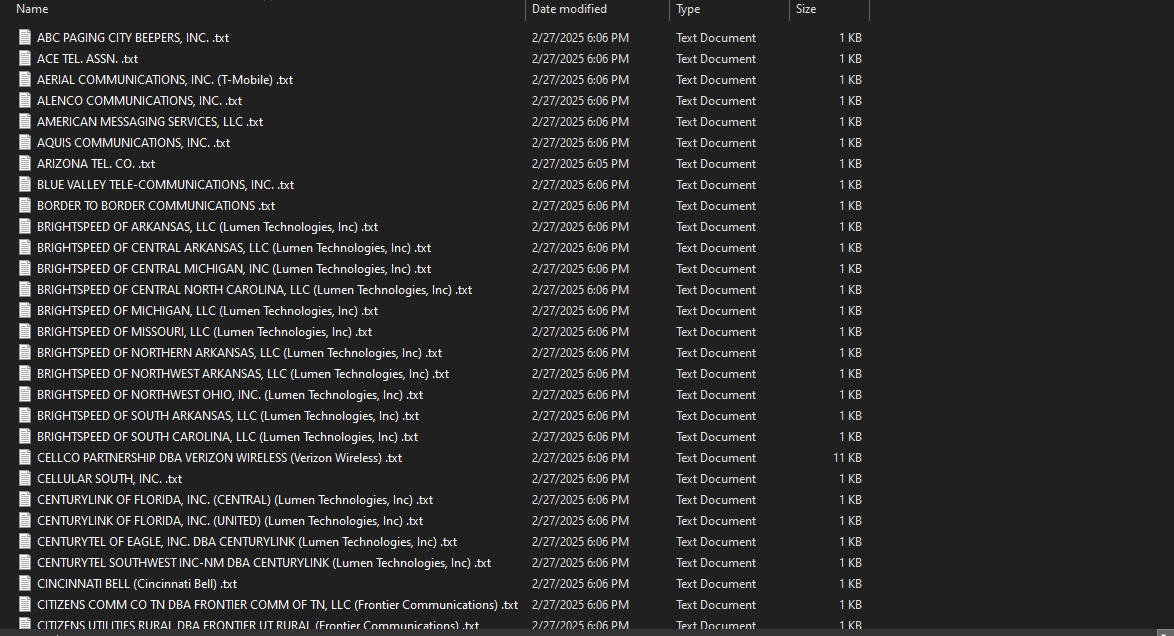 Name Date modified Type Size
ABC PAGING CITY BEEPERS, INC. .txt 2/27/2025 6:06 PM Text Document 1 KB
ACE TEL. ASSN. .txt 2/27/2025 6:06 PM Text Document 1 KB
AERIAL COMMUNICATIONS, INC. (T-Mobile) .txt 2/27/2025 6:06 PM Text Document 1 KB
ALENCO COMMUNICATIONS, INC. .txt 2/27/2025 6:06 PM Text Document 1 KB
AMERICAN MESSAGING SERVICES, LLC .txt 2/27/2025 6:06 PM Text Document 1 KB
AQUIS COMMUNICATIONS, INC. .txt 2/27/2025 6:06 PM Text Document 1 KB
ARIZONA TEL. CO. .txt 2/27/2025 6:05 PM Text Document 1 KB
BLUE VALLEY TELE-COMMUNICATIONS, INC. .txt 2/27/2025 6:06 PM Text Document 1 KB
BORDER TO BORDER COMMUNICATIONS .txt 2/27/2025 6:06 PM Text Document 1 KB
BRIGHTSPEED OF ARKANSAS, LLC (Lumen Technologies, Inc) .txt 2/27/2025 6:06 PM Text Document 1 KB
BRIGHTSPEED OF CENTRAL ARKANSAS, LLC (Lumen Technologies, Inc) .txt 2/27/2025 6:06 PM Text Document 1 KB
BRIGHTSPEED OF CENTRAL MICHIGAN, INC (Lumen Technologies, Inc) .txt 2/27/2025 6:06 PM Text Document 1 KB
BRIGHTSPEED OF CENTRAL NORTH CAROLINA, LLC (Lumen Technologies, Inc) .txt 2/27/2025 6:06 PM Text Document 1 KB
BRIGHTSPEED OF MICHIGAN, LLC (Lumen Technologies, Inc) .txt 2/27/2025 6:06 PM Text Document 1 KB
BRIGHTSPEED OF MISSOURI, LLC (Lumen Technologies, Inc) .txt 2/27/2025 6:06 PM Text Document 1 KB
BRIGHTSPEED OF NORTHERN ARKANSAS, LLC (Lumen Technologies, Inc) .txt 2/27/2025 6:06 PM Text Document 1 KB
BRIGHTSPEED OF NORTHWEST ARKANSAS, LLC (Lumen Technologies, Inc) .txt 2/27/2025 6:06 PM Text Document 1 KB
BRIGHTSPEED OF NORTHWEST OHIO, INC. (Lumen Technologies, Inc) .txt 2/27/2025 6:06 PM Text Document 1 KB
BRIGHTSPEED OF SOUTH ARKANSAS, LLC (Lumen Technologies, Inc) .txt 2/27/2025 6:06 PM Text Document 1 KB
BRIGHTSPEED OF SOUTH CAROLINA, LLC (Lumen Technologies, Inc) .txt 2/27/2025 6:06 PM Text Document 1 KB
CELLCO PARTNERSHIP DBA VERIZON WIRELESS (Verizon Wireless) .txt 2/27/2025 6:06 PM Text Document 11 KB
CELLULAR SOUTH, INC. .txt 2/27/2025 6:06 PM Text Document 1 KB
CENTURYLINK OF FLORIDA, INC. (CENTRAL) (Lumen Technologies, Inc) .txt 2/27/2025 6:06 PM Text Document 1 KB
CENTURYLINK OF FLORIDA, INC. (UNITED) (Lumen Technologies, Inc) .txt 2/27/2025 6:06 PM Text Document 1 KB
CENTURYTEL OF EAGLE, INC. DBA CENTURYLINK (Lumen Technologies, Inc) .txt 2/27/2025 6:06 PM Text Document 1 KB
CENTURYTEL SOUTHWEST INC-NM DBA CENTURYLINK (Lumen Technologies, Inc) .txt 2/27/2025 6:06 PM Text Document 1 KB
CINCINNATI BELL (Cincinnati Bell) .txt 2/27/2025 6:06 PM Text Document 1 KB
CITIZENS COMM CO TN DBA FRONTIER COMM OF TN, LLC (Frontier Communications) .txt 2/27/2025 6:06 PM Text Document 1 KB
CITIZENS UTILITIES RURAL DBA FRONTIER UT RURAL (Frontier Communications) .txt 2/27/2025 6:06 PM Text Document 1 KB